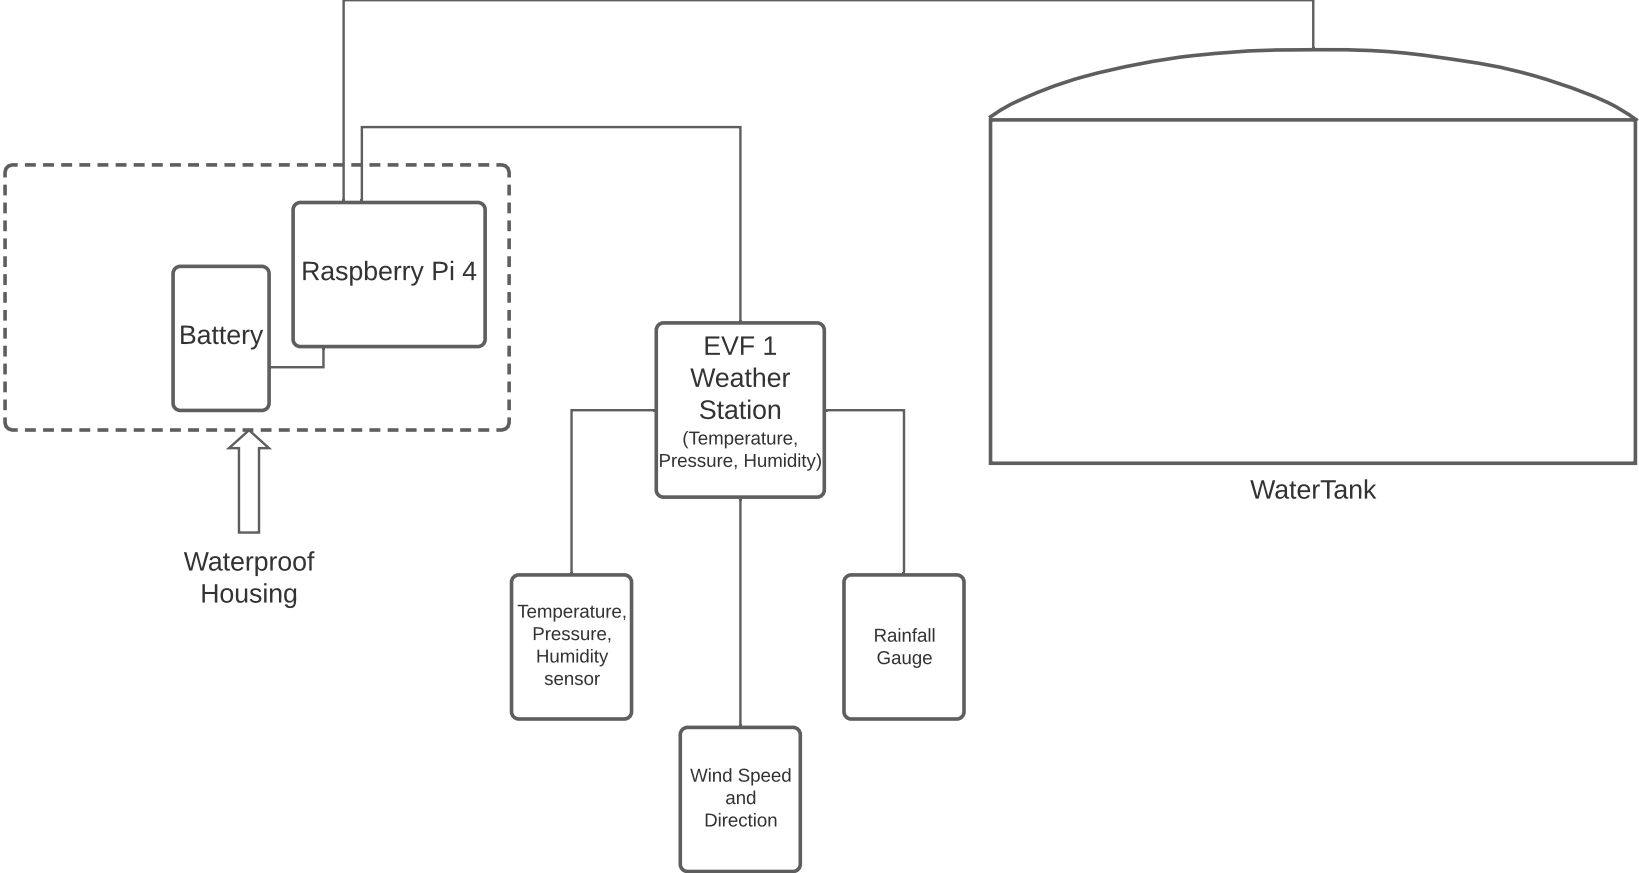 Raspberry Pi 4
Battery
Waterproof
Housing
EVF 1
Weather
Station
(Temperature,
Pressure, Humidity)
Temperature,
Pressure,
Humidity
sensor
Wind Speed
and
Direction
Rainfall
Gauge
WaterTank